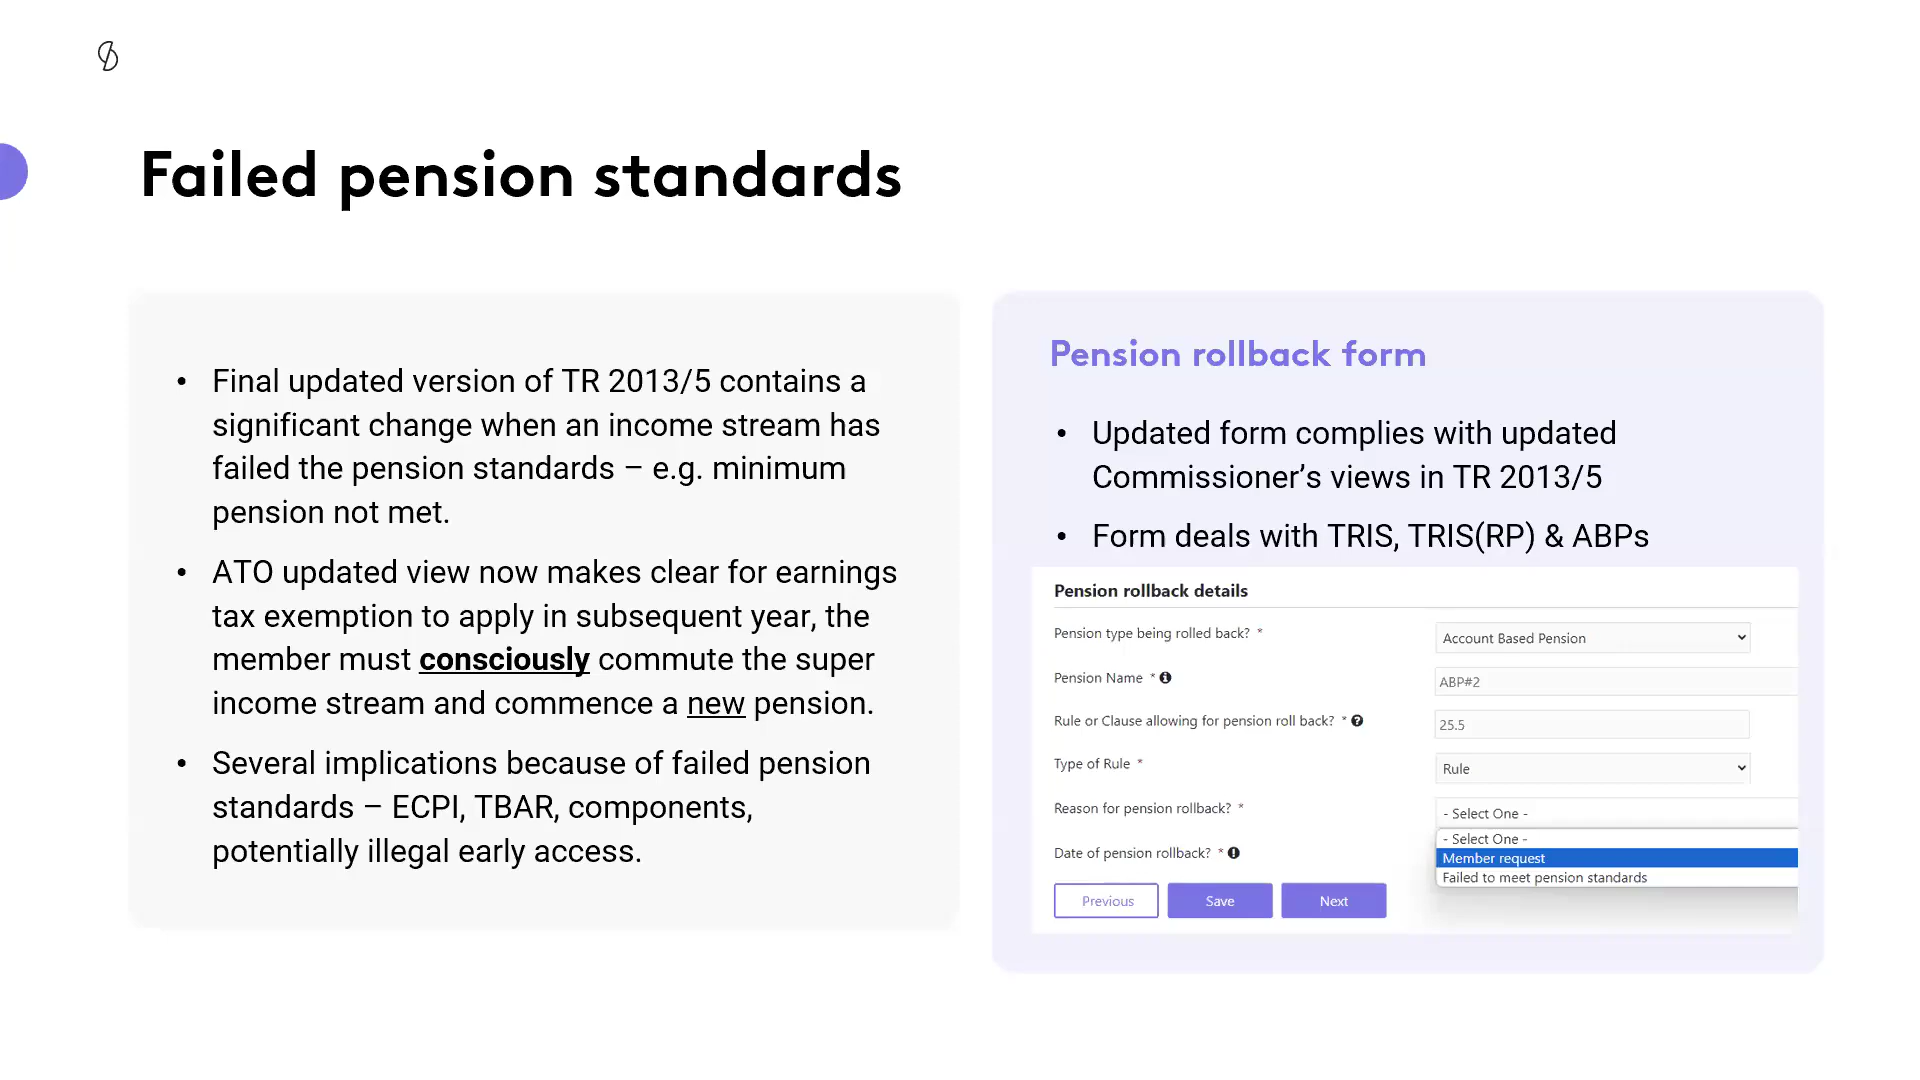 Failed pension standards
• Final updated version of TR 2013/5 contains a
significant change when an income stream has
failed the pension standards – e.g. minimum
pension not met.
• ATO updated view now makes clear for earnings
tax exemption to apply in subsequent year, the
member must consciously commute the super
income stream and commence a new pension.
• Several implications because of failed pension
standards – ECPI, TBAR, components,
potentially illegal early access.
Pension rollback form
• Updated form complies with updated
Commissioner’s views in TR 2013/5
• Form deals with TRIS, TRIS(RP) & ABPs
Pension rollback details
Pension type being rolled back? * Account Based Pension
Pension Name * ABP#2
Rule or Clause allowing for pension roll back? * 25.5
Type of Rule * Rule
Reason for pension rollback? * - Select One -
- Select One -
Member request
Failed to meet pension standards
Date of pension rollback? *
Previous Save Next